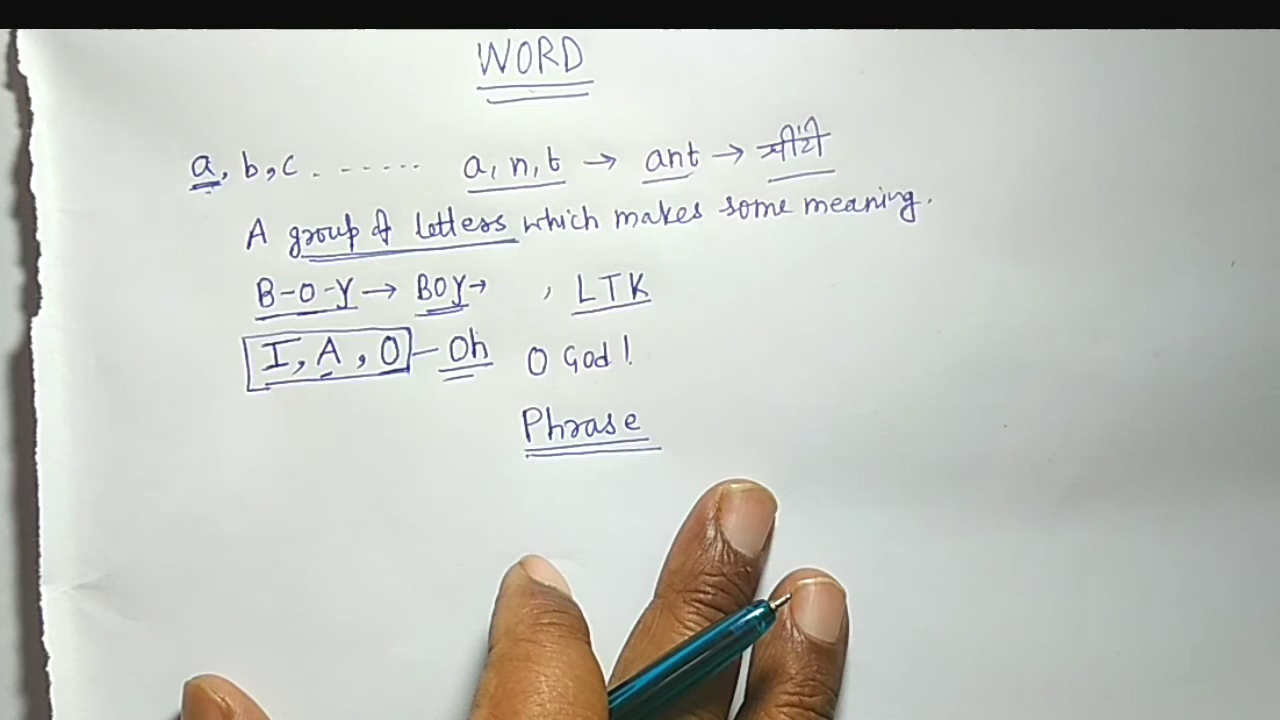 WORD
a, b, c. ------ a, n, t → ant → चींटी
A group of letters which makes some meaning.
B-O-Y → BOY → , LTK
I, A, O - Oh O God!
Phrase